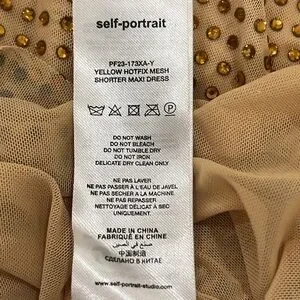 self-portrait
PF23-173XA-Y
YELLOW HOTFIX MESH
SHORTER MAXI DRESS
DO NOT WASH
DO NOT BLEACH
DO NOT TUMBLE DRY
DO NOT IRON
DELICATE DRY CLEAN ONLY
NE PAS LAVER
NE PAS PASSER À L'EAU DE JAVEL
NE PAS SÉCHER EN MACHINE
NE PAS REPASSER
NETTOYAGE DÉLICAT À SEC
UNIQUEMENT
MADE IN CHINA
FABRIQUÉ EN CHINE
صنع في الصين
中国制造
СДЕЛАНО В КИТАЕ
www.self-portrait-studio.com